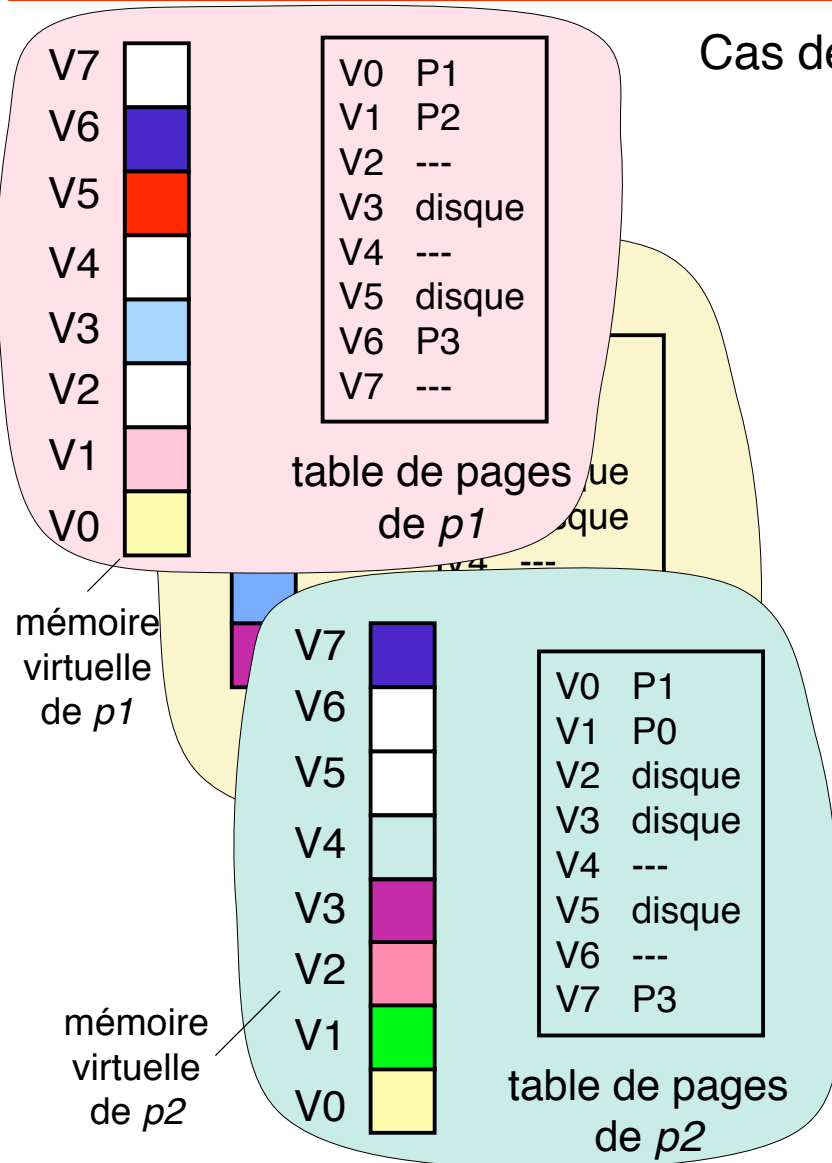 Cas de
V7
V6
V5
V4
V3
V2
V1
V0
V0 P1
V1 P2
V2 ---
V3 disque
V4 ---
V5 disque
V6 P3
V7 ---
table de pages
de p1
mémoire
virtuelle
de p1
ue
que
V4 ---
V7
V6
V5
V4
V3
V2
V1
V0
V0 P1
V1 P0
V2 disque
V3 disque
V4 ---
V5 disque
V6 ---
V7 P3
table de pages
de p2
mémoire
virtuelle
de p2